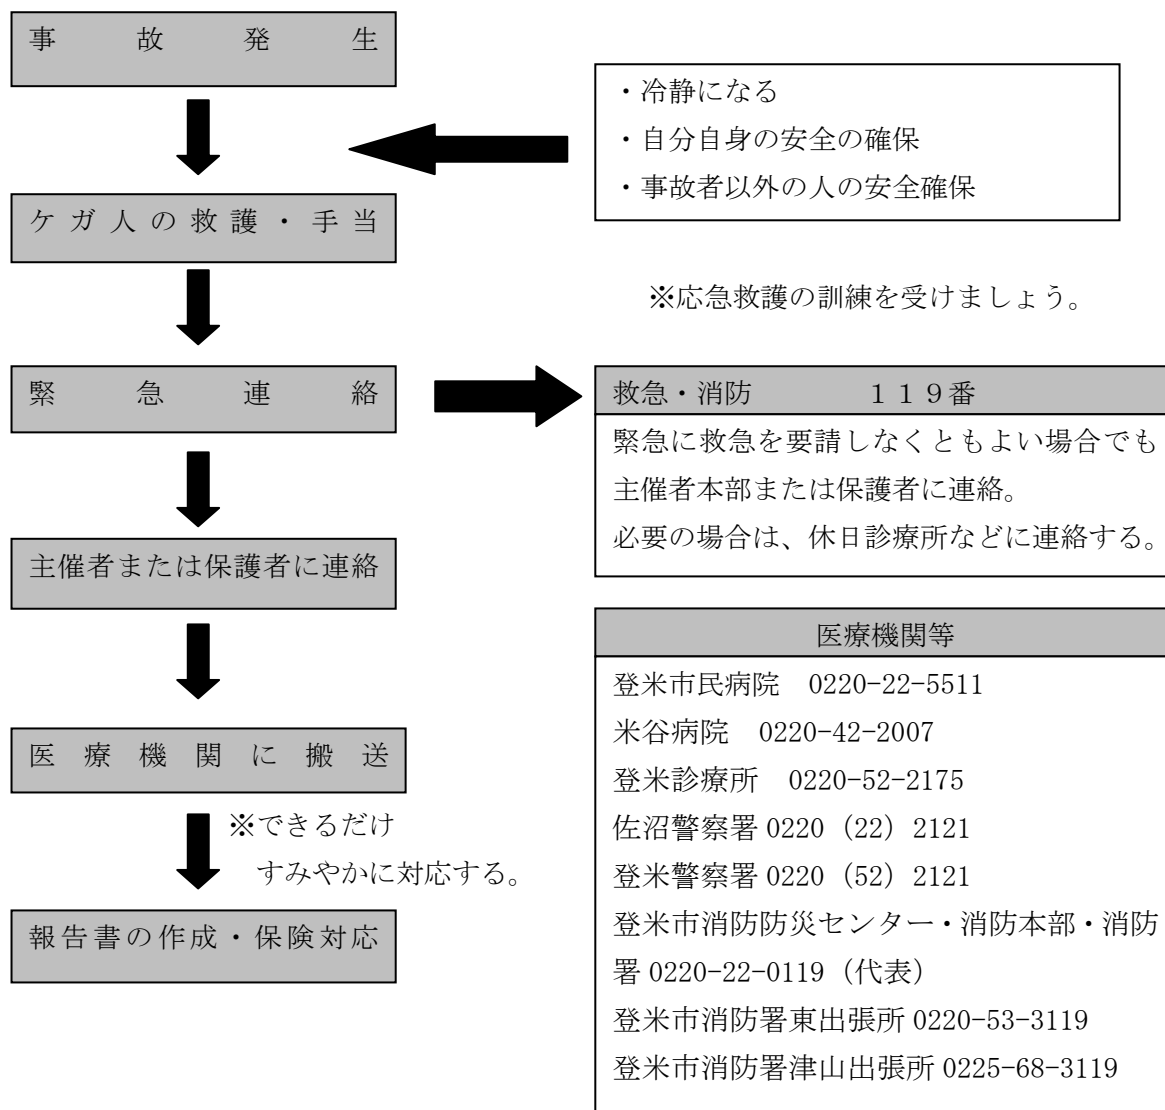 事故発生
・冷静になる
・自分自身の安全の確保
・事故者以外の人の安全確保
ケガ人の救護・手当
※応急救護の訓練を受けましょう。
緊急連絡
救急・消防　１１９番
緊急に救急を要請しなくともよい場合でも
主催者本部または保護者に連絡。
必要の場合は、休日診療所などに連絡する。
主催者または保護者に連絡
医療機関に搬送
※できるだけ
すみやかに対応する。
報告書の作成・保険対応
医療機関等
登米市民病院　0220-22-5511
米谷病院　0220-42-2007
登米診療所　0220-52-2175
佐沼警察署 0220（22）2121
登米警察署 0220（52）2121
登米市消防防災センター・消防本部・消防
署 0220-22-0119（代表）
登米市消防署東出張所 0220-53-3119
登米市消防署津山出張所 0225-68-3119